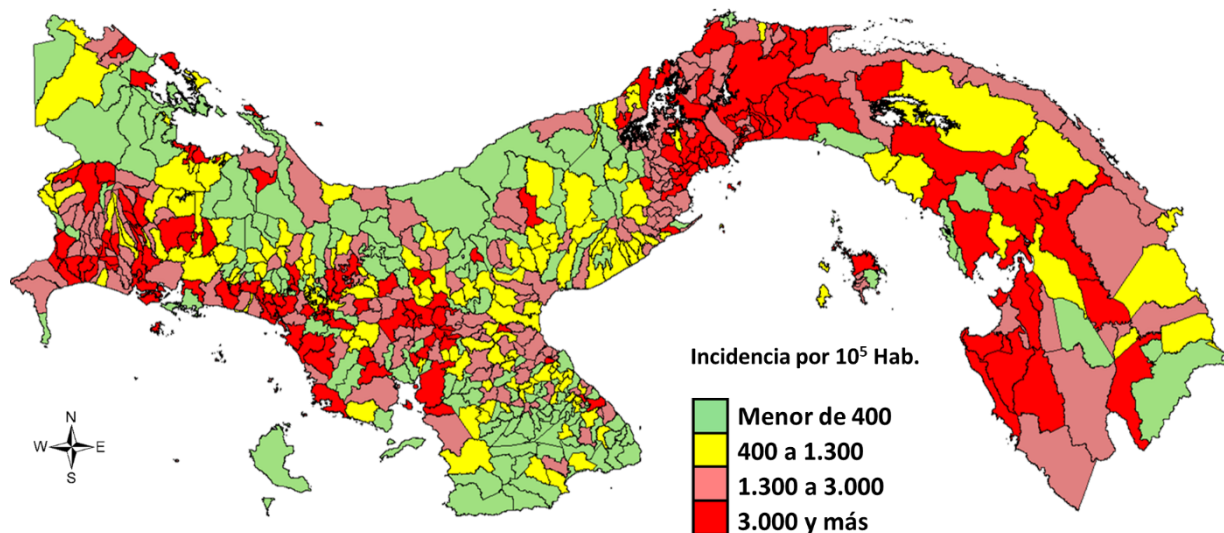 Incidencia por 10⁵ Hab.
Menor de 400
400 a 1.300
1.300 a 3.000
3.000 y más
N
W E
S